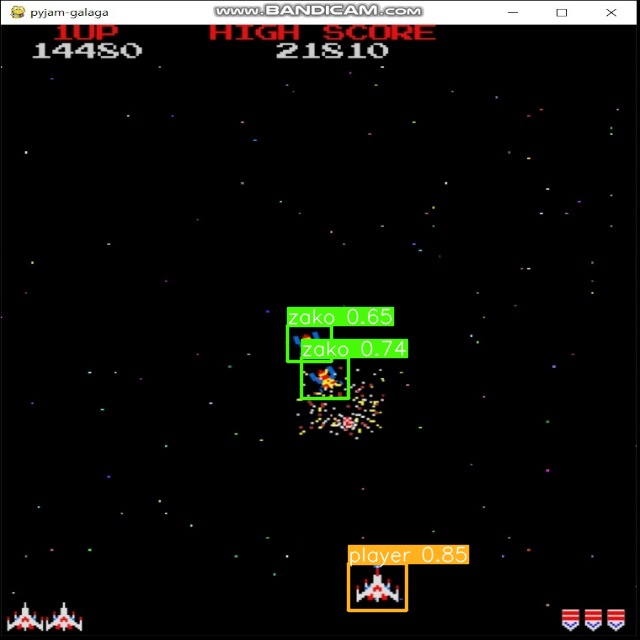 pyjam-galaga
www.BANDICAM.com
1UP HIGH SCORE
14480 21810
zako 0.65
zako 0.74
player 0.85